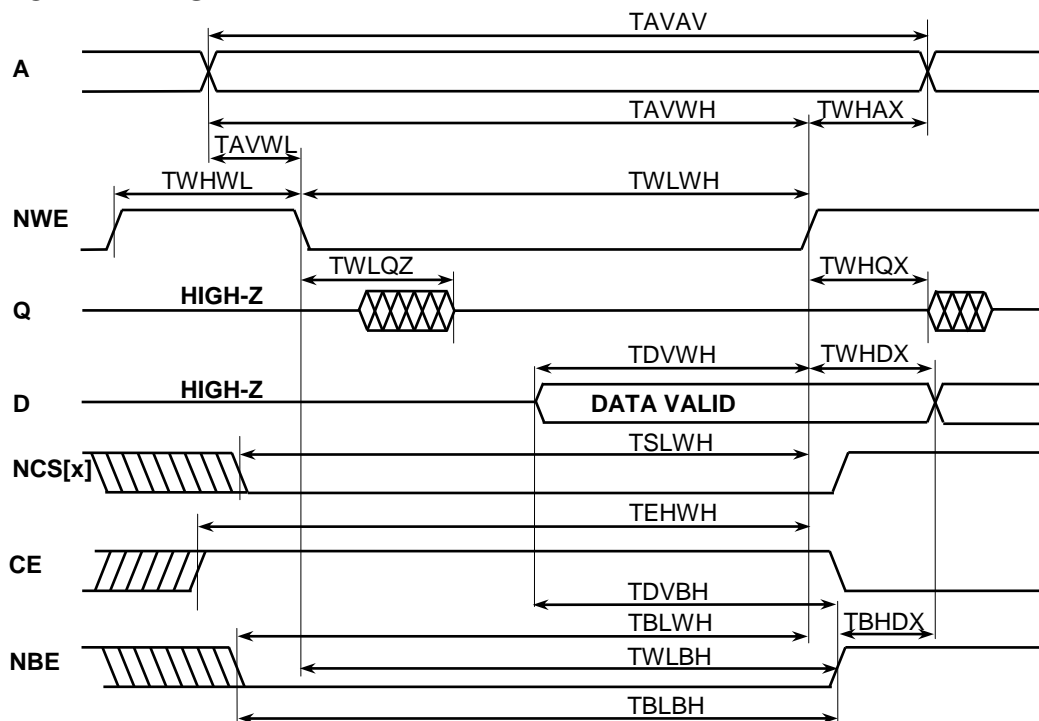 TAVAV
A
TAVWH TWHAX
TAVWL
TWHWL TWLWH
NWE
TWLQZ TWHQX
HIGH-Z
Q
TDVWH TWHDX
HIGH-Z
D DATA VALID
TSLWH
NCS[x]
TEHWH
CE
TDVBH
TBLWH TBHDX
NBE TWLBH
TBLBH